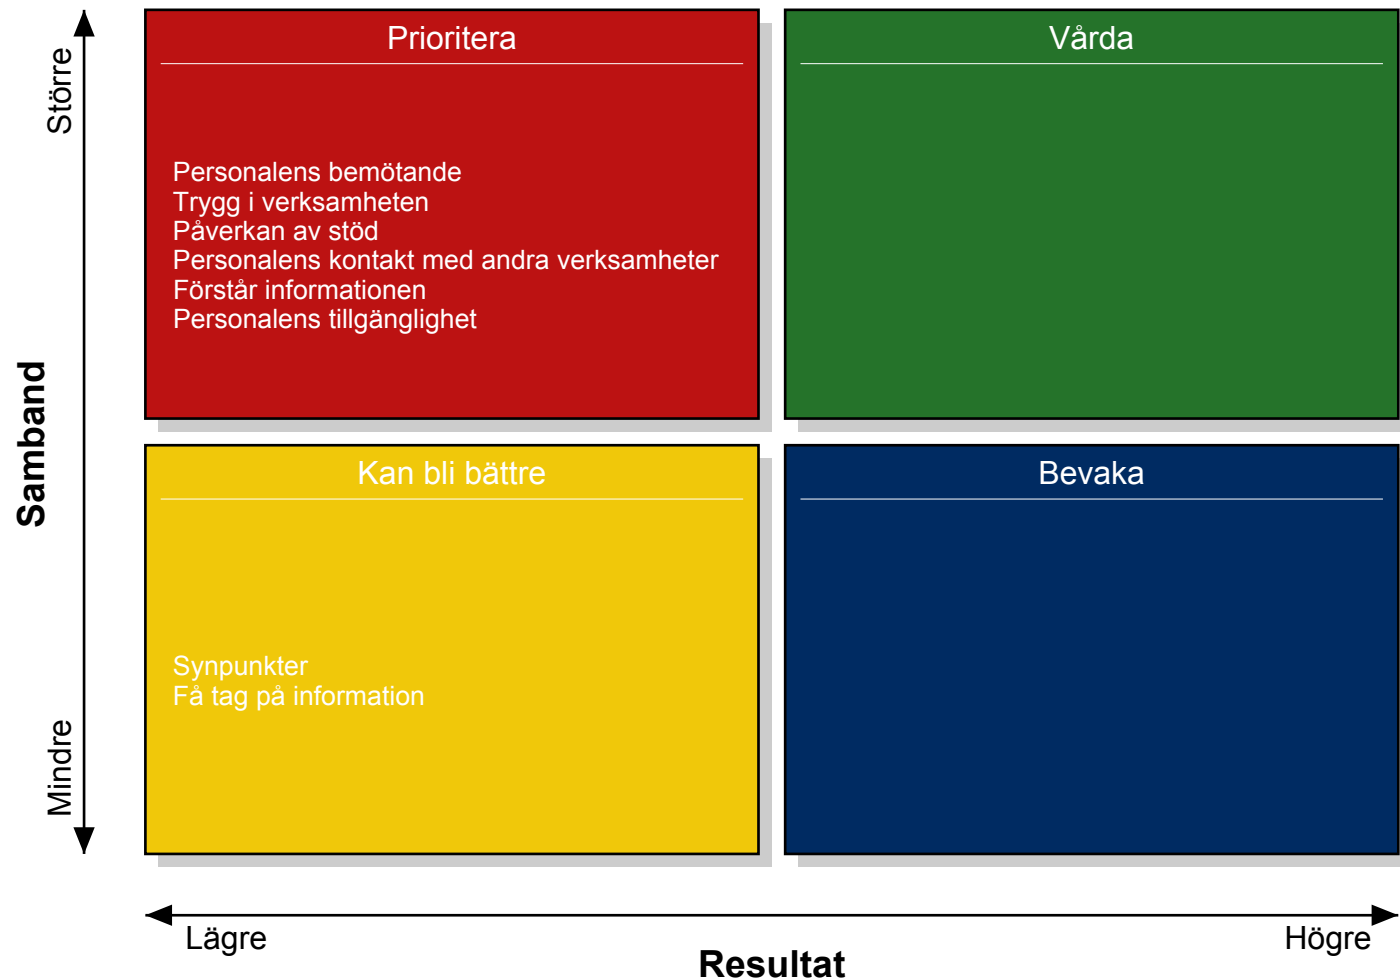 Prioritera
Vårda
Större
Personalens bemötande
Trygg i verksamheten
Påverkan av stöd
Personalens kontakt med andra verksamheter
Förstår informationen
Personalens tillgänglighet
Samband
Kan bli bättre
Bevaka
Synpunkter
Få tag på information
Mindre
Lägre
Högre
Resultat